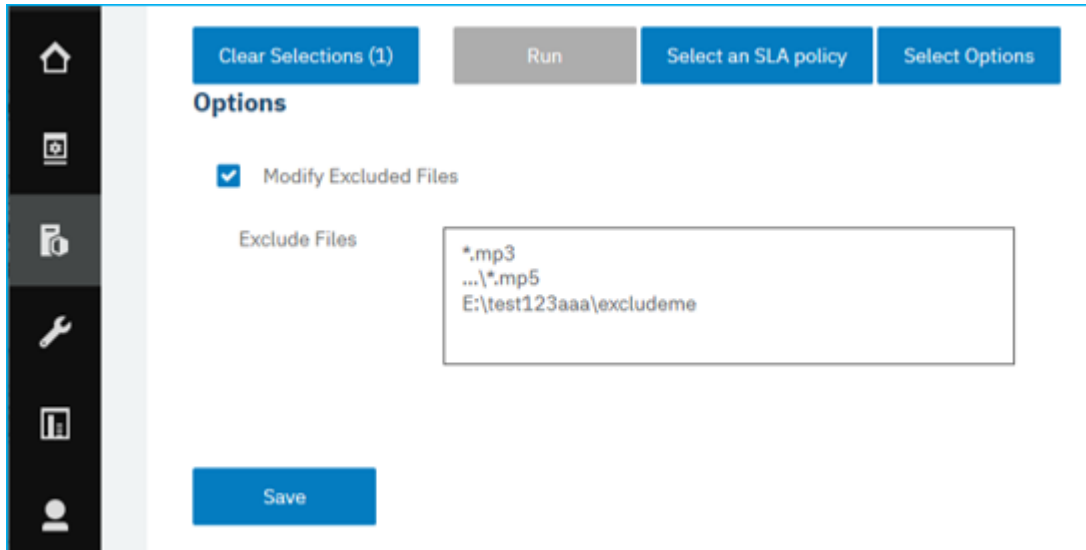 Clear Selections (1)
Run
Select an SLA policy
Select Options
Options
Modify Excluded Files
Exclude Files
*.mp3
...\*.mp5
E:\test123aaa\excludeme
Save